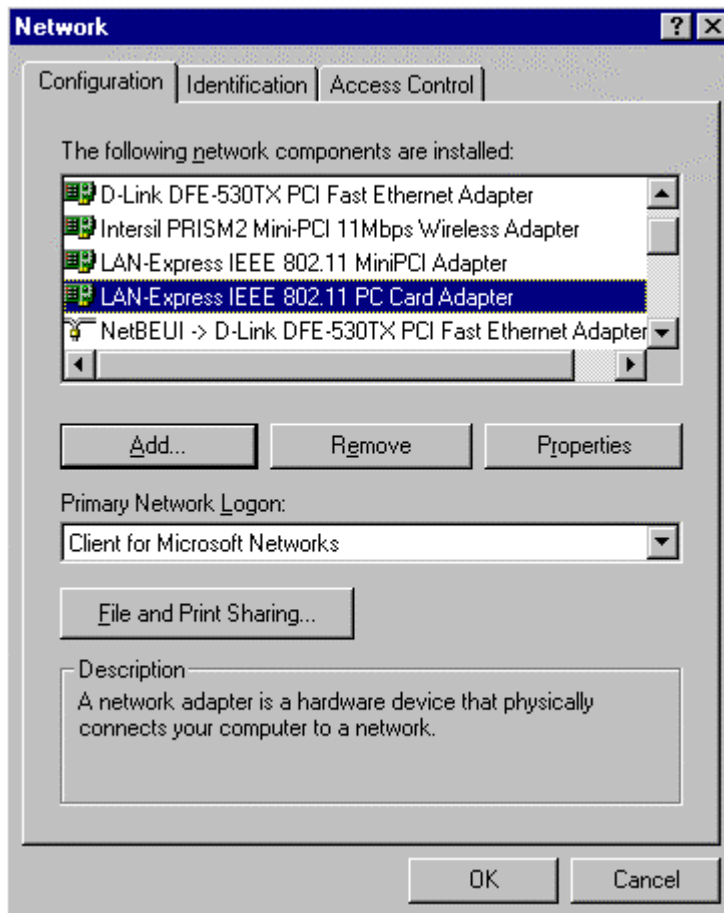 Network
Configuration Identification Access Control
The following network components are installed:
D-Link DFE-530TX PCI Fast Ethernet Adapter
Intersil PRISM2 Mini-PCI 11Mbps Wireless Adapter
LAN-Express IEEE 802.11 MiniPCI Adapter
LAN-Express IEEE 802.11 PC Card Adapter
NetBEUI -> D-Link DFE-530TX PCI Fast Ethernet Adapter
Add... Remove Properties
Primary Network Logon:
Client for Microsoft Networks
File and Print Sharing...
Description
A network adapter is a hardware device that physically
connects your computer to a network.
OK Cancel